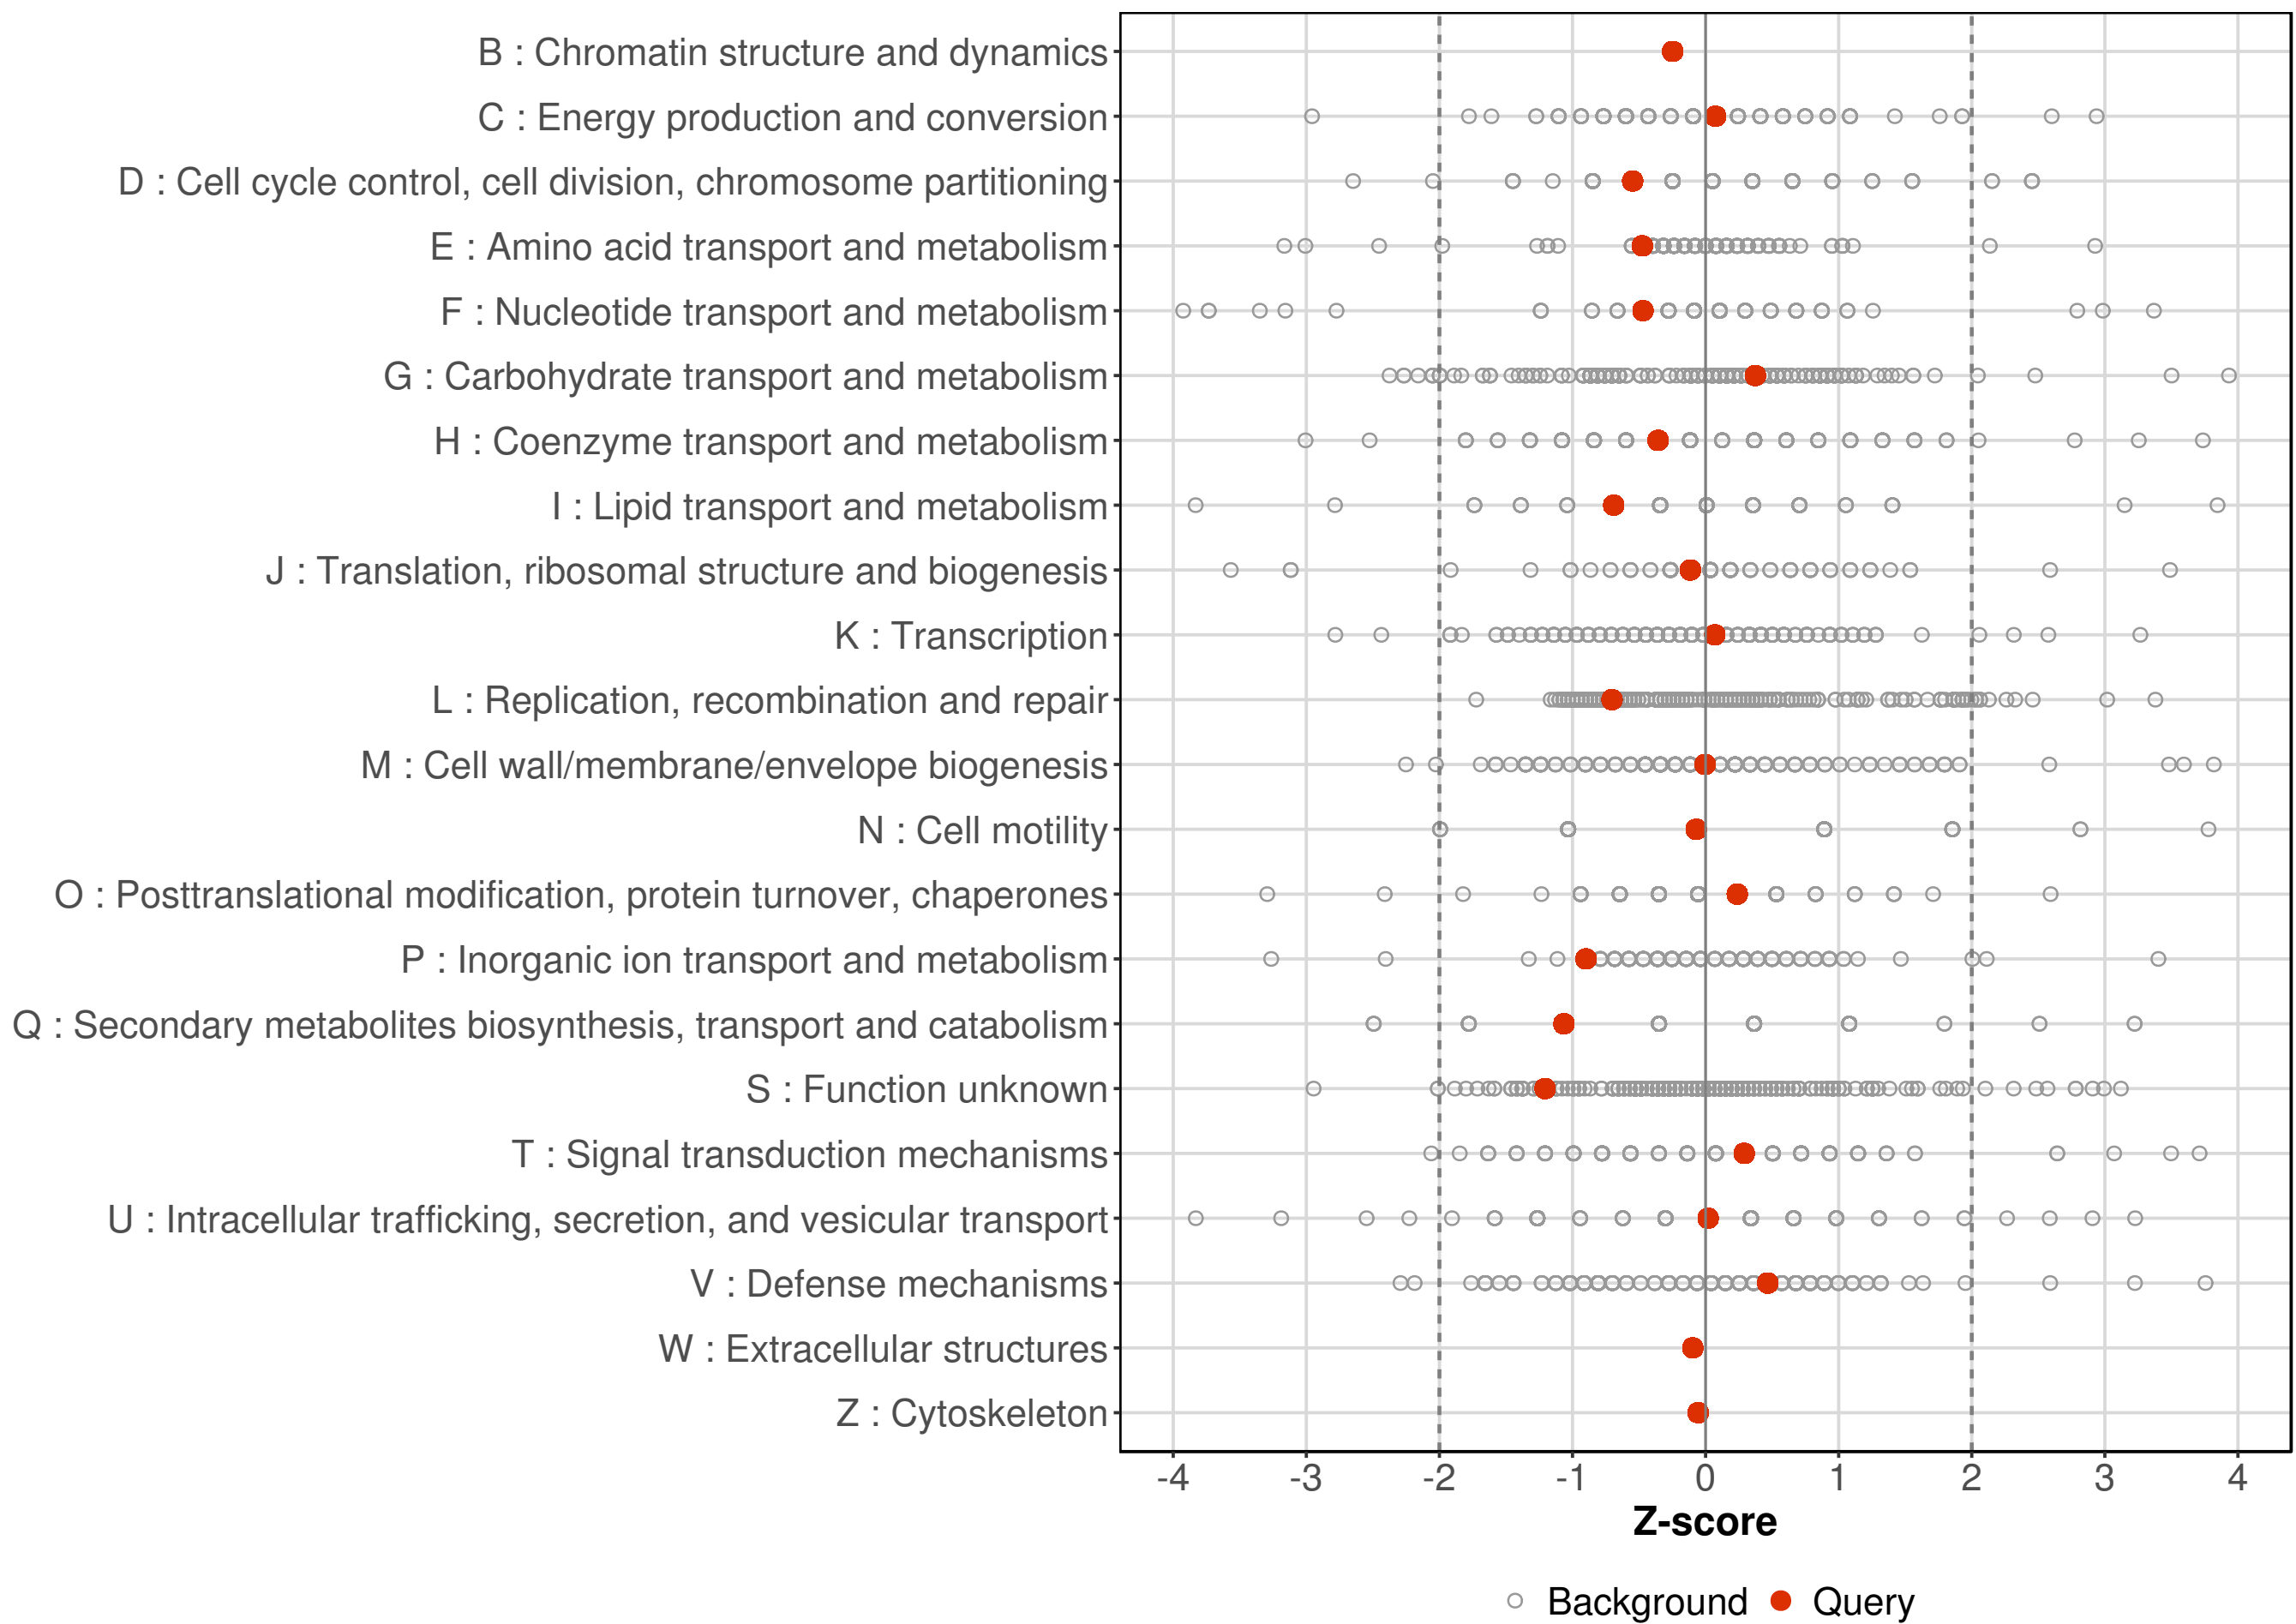 B : Chromatin structure and dynamics
C : Energy production and conversion
D : Cell cycle control, cell division, chromosome partitioning
E : Amino acid transport and metabolism
F : Nucleotide transport and metabolism
G : Carbohydrate transport and metabolism
H : Coenzyme transport and metabolism
I : Lipid transport and metabolism
J : Translation, ribosomal structure and biogenesis
K : Transcription
L : Replication, recombination and repair
M : Cell wall/membrane/envelope biogenesis
N : Cell motility
O : Posttranslational modification, protein turnover, chaperones
P : Inorganic ion transport and metabolism
Q : Secondary metabolites biosynthesis, transport and catabolism
S : Function unknown
T : Signal transduction mechanisms
U : Intracellular trafficking, secretion, and vesicular transport
V : Defense mechanisms
W : Extracellular structures
Z : Cytoskeleton
-4 -3 -2 -1 0 1 2 3 4
Z-score
Background Query